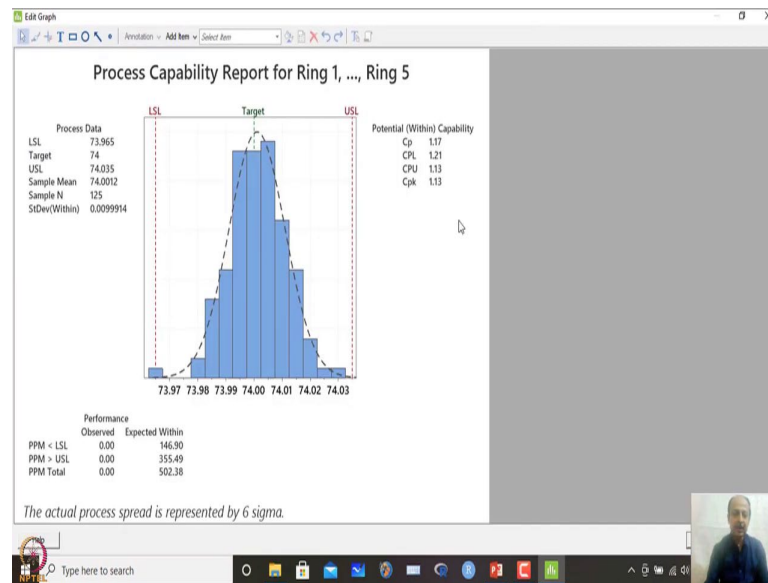 Edit Graph
T Annotation Add Item Select Item
Process Capability Report for Ring 1, ..., Ring 5
LSL Target USL
Process Data
LSL 73.965
Target 74
USL 74.035
Sample Mean 74.0012
Sample N 125
StDev(Within) 0.0099914
Potential (Within) Capability
Cp 1.17
CPL 1.21
CPU 1.13
Cpk 1.13
73.97 73.98 73.99 74.00 74.01 74.02 74.03
Performance
Observed Expected Within
PPM < LSL 0.00 146.90
PPM > USL 0.00 355.49
PPM Total 0.00 502.38
The actual process spread is represented by 6 sigma.
Type here to search
NPTEL